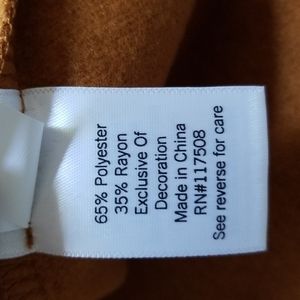 65% Polyester
35% Rayon
Exclusive Of
Decoration
Made in China
RN#117508
See reverse for care